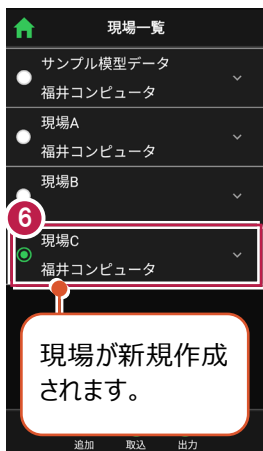 現場一覧
サンプル模型データ
福井コンピュータ
現場A
福井コンピュータ
現場B
6
現場C
福井コンピュータ
現場が新規作成
されます。
追加 取込 出力